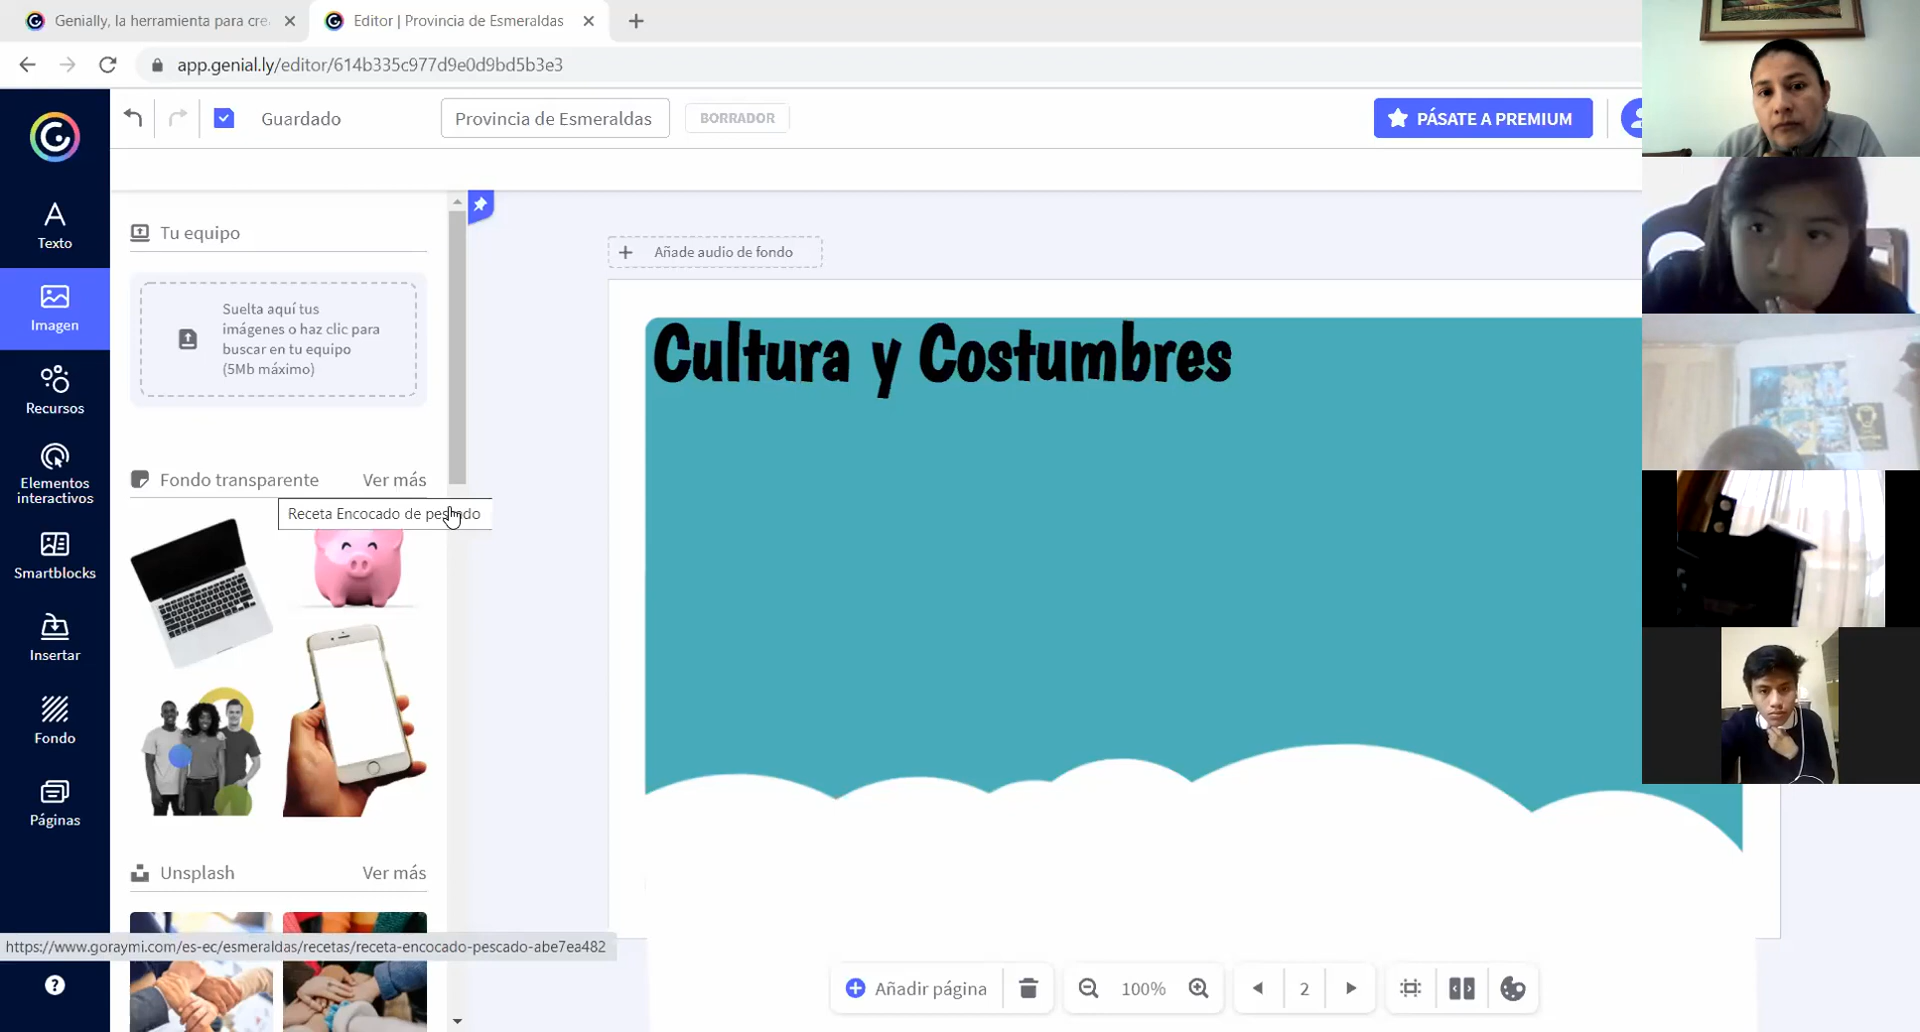 Genially, la herramienta para cre
Editor | Provincia de Esmeraldas
app.genial.ly/editor/614b335c977d9e0d9bd5b3e3
Guardado
Provincia de Esmeraldas
BORRADOR
PÁSATE A PREMIUM
Texto
Imagen
Recursos
Elementos
interactivos
Smartblocks
Insertar
Fondo
Páginas
Tu equipo
Suelta aquí tus
imágenes o haz clic para
buscar en tu equipo
(5Mb máximo)
Fondo transparente
Ver más
Receta Encocado de pescado
Unsplash
Ver más
https://www.goraymi.com/es-ec/esmeraldas/recetas/receta-encocado-pescado-abe7ea482
Añade audio de fondo
Cultura y Costumbres
Añadir página
100%
2